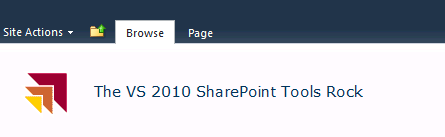 Site Actions Browse Page
The VS 2010 SharePoint Tools Rock